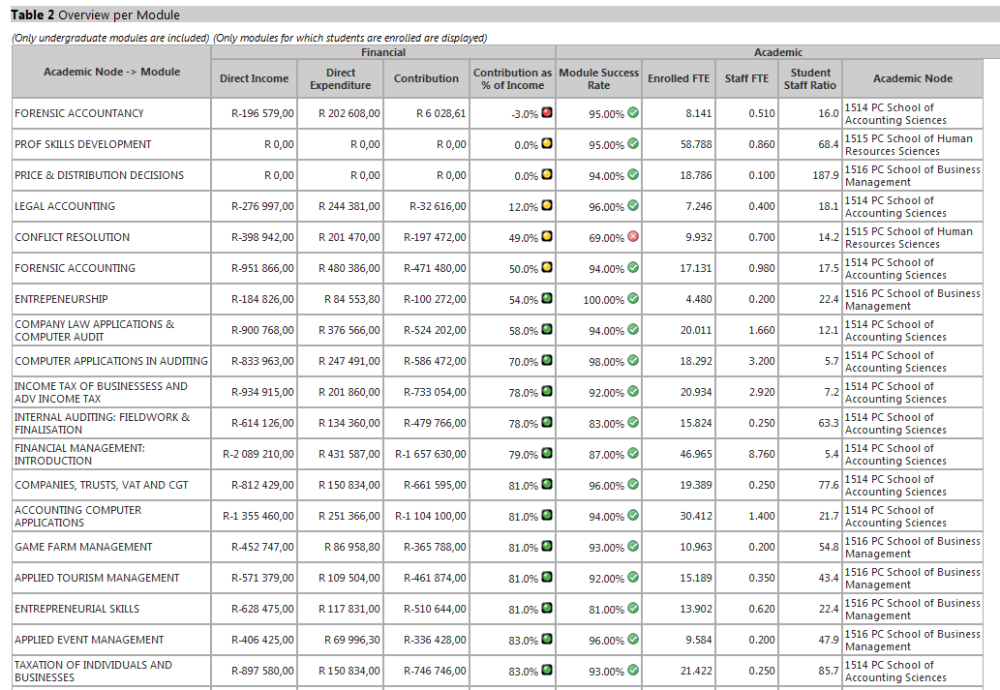 Table 2 Overview per Module
(Only undergraduate modules are included) (Only modules for which students are enrolled are displayed)
Financial Academic
Academic Node -> Module Direct Income Direct Expenditure Contribution Contribution as % of Income Module Success Rate Enrolled FTE Staff FTE Student Staff Ratio Academic Node
FORENSIC ACCOUNTANCY R-196 579,00 R 202 608,00 R 6 028,61 -3.0% 95.00% 8.141 0.510 16.0 1514 PC School of Accounting Sciences
PROF SKILLS DEVELOPMENT R 0,00 R 0,00 R 0,00 0.0% 95.00% 58.788 0.860 68.4 1515 PC School of Human Resources Sciences
PRICE & DISTRIBUTION DECISIONS R 0,00 R 0,00 R 0,00 0.0% 94.00% 18.786 0.100 187.9 1516 PC School of Business Management
LEGAL ACCOUNTING R-276 997,00 R 244 381,00 R-32 616,00 12.0% 96.00% 7.246 0.400 18.1 1514 PC School of Accounting Sciences
CONFLICT RESOLUTION R-398 942,00 R 201 470,00 R-197 472,00 49.0% 69.00% 9.932 0.700 14.2 1515 PC School of Human Resources Sciences
FORENSIC ACCOUNTING R-951 866,00 R 480 386,00 R-471 480,00 50.0% 94.00% 17.131 0.980 17.5 1514 PC School of Accounting Sciences
ENTREPENEURSHIP R-184 826,00 R 84 553,80 R-100 272,00 54.0% 100.00% 4.480 0.200 22.4 1516 PC School of Business Management
COMPANY LAW APPLICATIONS & COMPUTER AUDIT R-900 768,00 R 376 566,00 R-524 202,00 58.0% 94.00% 20.011 1.660 12.1 1514 PC School of Accounting Sciences
COMPUTER APPLICATIONS IN AUDITING R-833 963,00 R 247 491,00 R-586 472,00 70.0% 98.00% 18.292 3.200 5.7 1514 PC School of Accounting Sciences
INCOME TAX OF BUSINESSESS AND ADV INCOME TAX R-934 915,00 R 201 860,00 R-733 054,00 78.0% 92.00% 20.934 2.920 7.2 1514 PC School of Accounting Sciences
INTERNAL AUDITING: FIELDWORK & FINALISATION R-614 126,00 R 134 360,00 R-479 766,00 78.0% 83.00% 15.824 0.250 63.3 1514 PC School of Accounting Sciences
FINANCIAL MANAGEMENT: INTRODUCTION R-2 089 210,00 R 431 587,00 R-1 657 630,00 79.0% 87.00% 46.965 8.760 5.4 1514 PC School of Accounting Sciences
COMPANIES, TRUSTS, VAT AND CGT R-812 429,00 R 150 834,00 R-661 595,00 81.0% 96.00% 19.389 0.250 77.6 1514 PC School of Accounting Sciences
ACCOUNTING COMPUTER APPLICATIONS R-1 355 460,00 R 251 366,00 R-1 104 100,00 81.0% 94.00% 30.412 1.400 21.7 1514 PC School of Accounting Sciences
GAME FARM MANAGEMENT R-452 747,00 R 86 958,80 R-365 788,00 81.0% 93.00% 10.963 0.200 54.8 1516 PC School of Business Management
APPLIED TOURISM MANAGEMENT R-571 379,00 R 109 504,00 R-461 874,00 81.0% 92.00% 15.189 0.350 43.4 1516 PC School of Business Management
ENTREPRENEURIAL SKILLS R-628 475,00 R 117 831,00 R-510 644,00 81.0% 81.00% 13.902 0.620 22.4 1516 PC School of Business Management
APPLIED EVENT MANAGEMENT R-406 425,00 R 69 996,30 R-336 428,00 83.0% 96.00% 9.584 0.200 47.9 1516 PC School of Business Management
TAXATION OF INDIVIDUALS AND BUSINESSES R-897 580,00 R 150 834,00 R-746 746,00 83.0% 93.00% 21.422 0.250 85.7 1514 PC School of Accounting Sciences